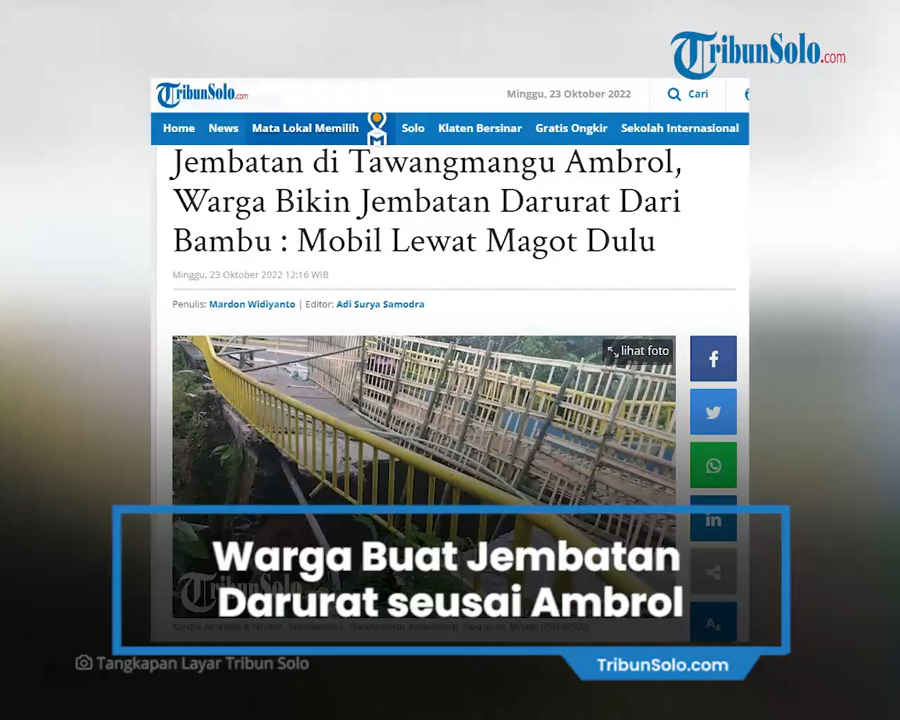 TribunSolo.com
TribunSolo.com
Minggu, 23 Oktober 2022
Cari
Home News Mata Lokal Memilih Solo Klaten Bersinar Gratis Ongkir Sekolah Internasional
Jembatan di Tawangmangu Ambrol,
Warga Bikin Jembatan Darurat Dari
Bambu : Mobil Lewat Magot Dulu
Minggu, 23 Oktober 2022 12:16 WIB
Penulis: Mardon Widiyanto | Editor: Adi Surya Samodra
lihat foto
Warga Buat Jembatan
Darurat seusai Ambrol
TribunSolo
Tangkapan Layar Tribun Solo
TribunSolo.com